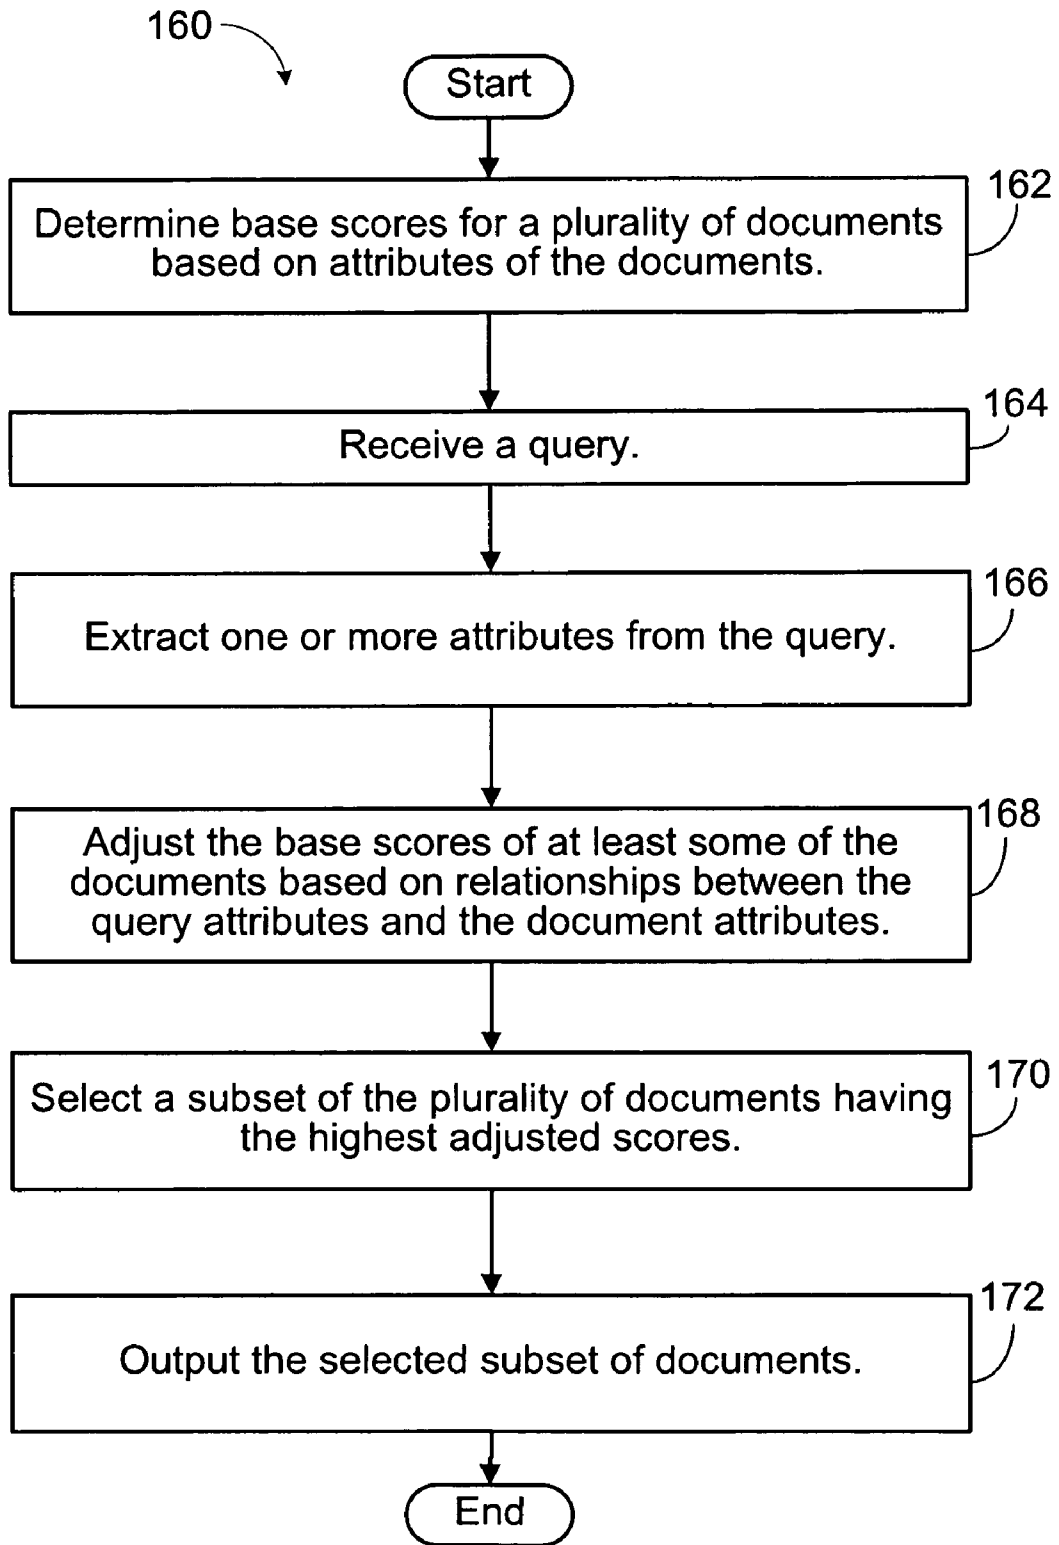 160
Start
162
Determine base scores for a plurality of documents
based on attributes of the documents.
164
Receive a query.
166
Extract one or more attributes from the query.
168
Adjust the base scores of at least some of the
documents based on relationships between the
query attributes and the document attributes.
170
Select a subset of the plurality of documents having
the highest adjusted scores.
172
Output the selected subset of documents.
End